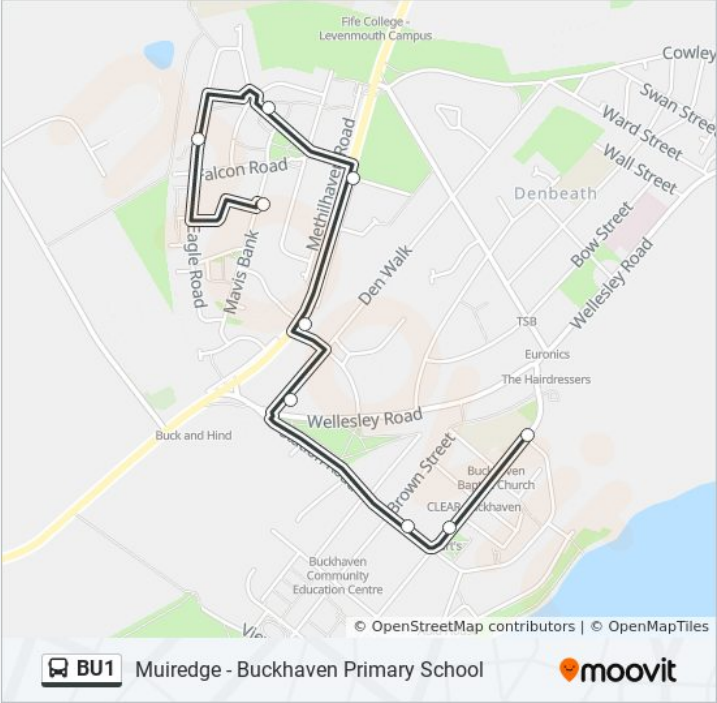 Fife College -
Levenmouth Campus
Cowley
Swan Stree
Ward Street
Wall Street
Methilhaven Road
Falcon Road
Denbeath
Bow Street
Eagle Road
Mavis Bank
Den Walk
Wellesley Road
TSB
Euronics
The Hairdressers
Wellesley Road
Buck and Hind
Brown Street
Buckhaven
Baptist Church
CLEAR Buckhaven
Buckhaven
Community
Education Centre
© OpenStreetMap contributors | © OpenMapTiles
BU1 Muiredge - Buckhaven Primary School moovit